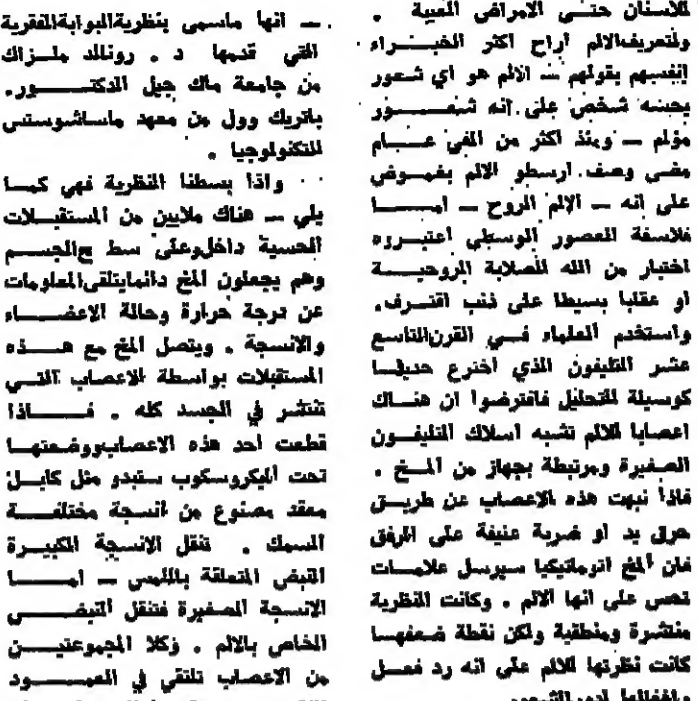 للاسنان حتى الامراض المعية .
ولتعريف الالم أراح اكثر الخبراء
انفسهم بقولهم — الالم هو اي شعور
يحسه شخص على انه شعور
مؤلم — ومنذ اكثر من الفي عام
مضى وصف ارسطو الالم بغموض
على انه — الالم الروح — اما
فلاسفة العصور الوسطى اعتبروه
اختبار من الله للصلابة الروحية
او عقابا بسيطا على ذنب اقترف.
واستخدم العلماء في القرن التاسع
عشر التليفون الذي اخترع حديثا
كوسيلة للتحليل فافترضوا ان هناك
اعصابا للالم تشبه اسلاك التليفون
الصغيرة ومرتبطة بجهاز من المخ .
فاذا نبهت هذه الاعصاب عن طريق
حرق يد او ضربة عنيفة على المرفق
فان المخ اتوماتيكيا سيرسل علامات
تحس على انها الالم . وكانت النظرية
منتشرة ومنطقية ولكن نقطة ضعفها
كانت نظرتها للالم على انه رد فعل
واغفالها لدور الشعور
— انها ماسمى بنظرية البوابة الفقرية
التي قدمها د . رونالد ملزاك
من جامعة ماك جيل الدكتور.
باتريك وول من معهد ماساشوستس
للتكنولوجيا .
واذا بسطنا النظرية فهي كما
يلي — هناك ملايين من المستقبلات
الحسية داخل وعلى سط ح الجسم
وهم يجعلون المخ دائما يتلقى المعلومات
عن درجة حرارة وحالة الاعضاء
والانسجة . ويتصل المخ مع هذه
المستقبلات بواسطة الاعصاب التي
تنتشر في الجسد كله . فاذا
قطعت احد هذه الاعصاب ووضعتها
تحت الميكروسكوب ستبدو مثل كابل
معقد مصنوع من انسجة مختلفة
السمك . تنقل الانسجة الكبيرة
النبض المتعلقة باللمس — اما
الانسجة الصغيرة فتنقل النبض
الخاص بالالم . وكلا المجموعتين
من الاعصاب تلتقي في العمود